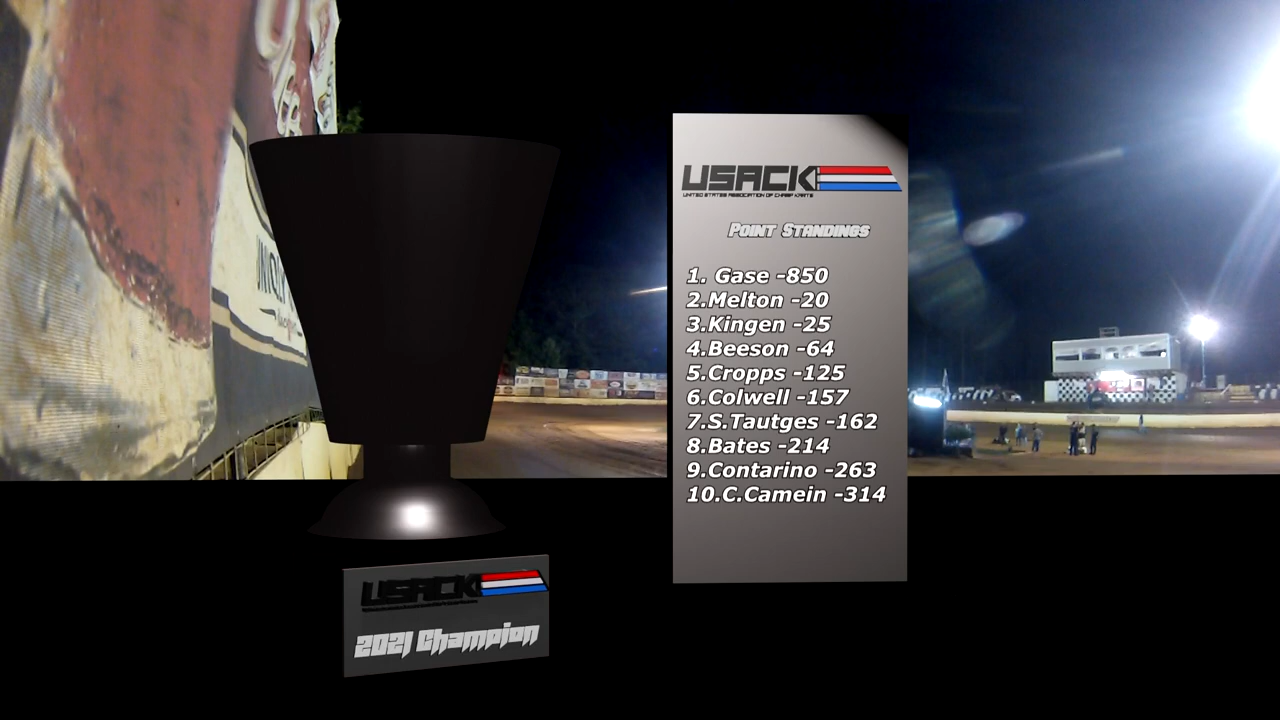 USACK
UNITED STATES ASSOCIATION OF CHAMP KARTS
Point Standings
1. Gase -850
2.Melton -20
3.Kingen -25
4.Beeson -64
5.Cropps -125
6.Colwell -157
7.S.Tautges -162
8.Bates -214
9.Contarino -263
10.C.Camein -314
USACK
2021 Champion